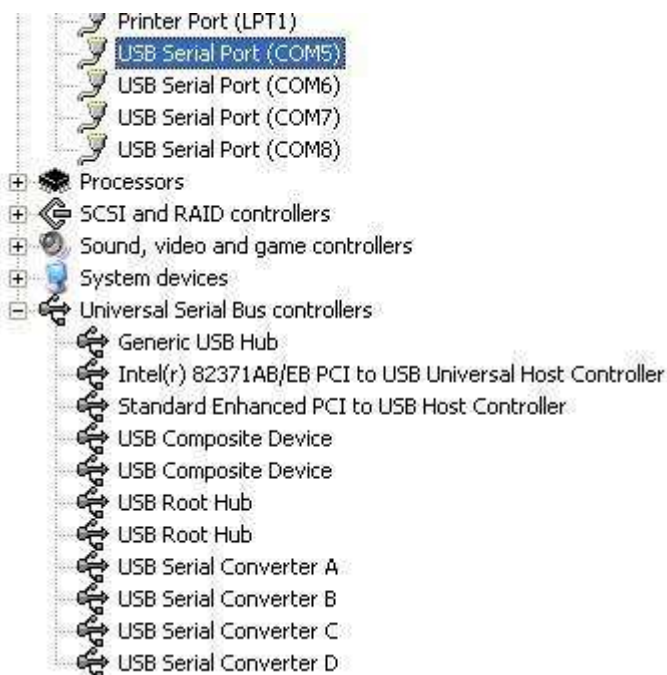 Printer Port (LPT1)
USB Serial Port (COM5)
USB Serial Port (COM6)
USB Serial Port (COM7)
USB Serial Port (COM8)
Processors
SCSI and RAID controllers
Sound, video and game controllers
System devices
Universal Serial Bus controllers
Generic USB Hub
Intel(r) 82371AB/EB PCI to USB Universal Host Controller
Standard Enhanced PCI to USB Host Controller
USB Composite Device
USB Composite Device
USB Root Hub
USB Root Hub
USB Serial Converter A
USB Serial Converter B
USB Serial Converter C
USB Serial Converter D